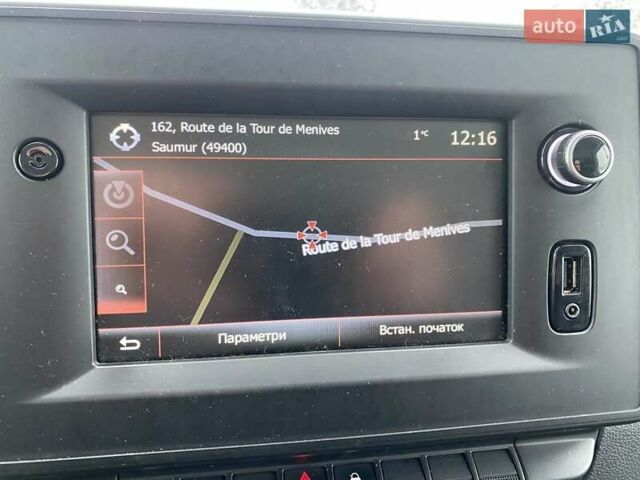 auto RIA
162, Route de la Tour de Menives
1°C
12:16
Saumur (49400)
Route de la Tour de Menives
Параметри
Встан. початок